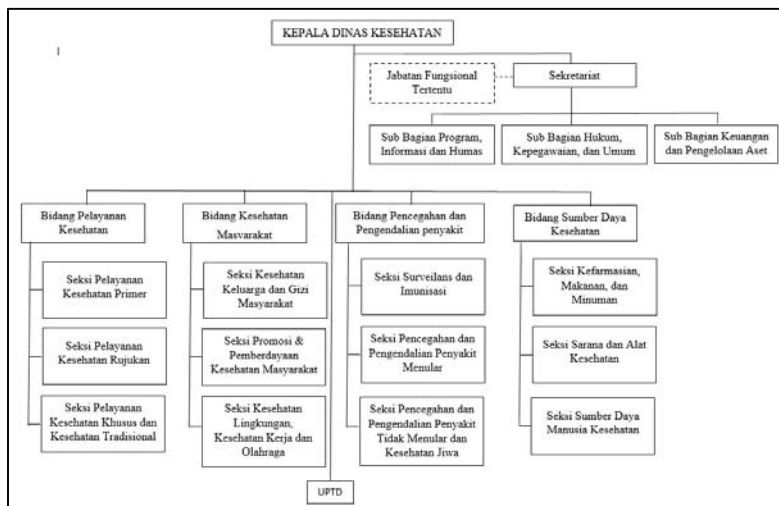 KEPALA DINAS KESEHATAN
1
Jabatan Fungsional
Tertentu
Sekretariat
Sub Bagian Program,
Informasi dan Humas
Sub Bagian Hukum,
Kepegawaian, dan Umum
Sub Bagian Keuangan
dan Pengelolaan Aset
Bidang Pelayanan
Kesehatan
Bidang Kesehatan
Masyarakat
Bidang Pencegahan dan
Pengendalian penyakit
Bidang Sumber Daya
Kesehatan
Seksi Pelayanan
Kesehatan Primer
Seksi Kesehatan
Keluarga dan Gizi
Masyarakat
Seksi Surveilans dan
Imunisasi
Seksi Kefarmasian,
Makanan, dan
Minuman
Seksi Pelayanan
Kesehatan Rujukan
Seksi Promosi &
Pemberdayaan
Kesehatan Masyarakat
Seksi Pencegahan dan
Pengendalian Penyakit
Menular
Seksi Sarana dan Alat
Kesehatan
Seksi Pelayanan
Kesehatan Khusus dan
Kesehatan Tradisional
Seksi Kesehatan
Lingkungan,
Kesehatan Kerja dan
Olahraga
Seksi Pencegahan dan
Pengendalian Penyakit
Tidak Menular dan
Kesehatan Jiwa
Seksi Sumber Daya
Manusia Kesehatan
UPTD